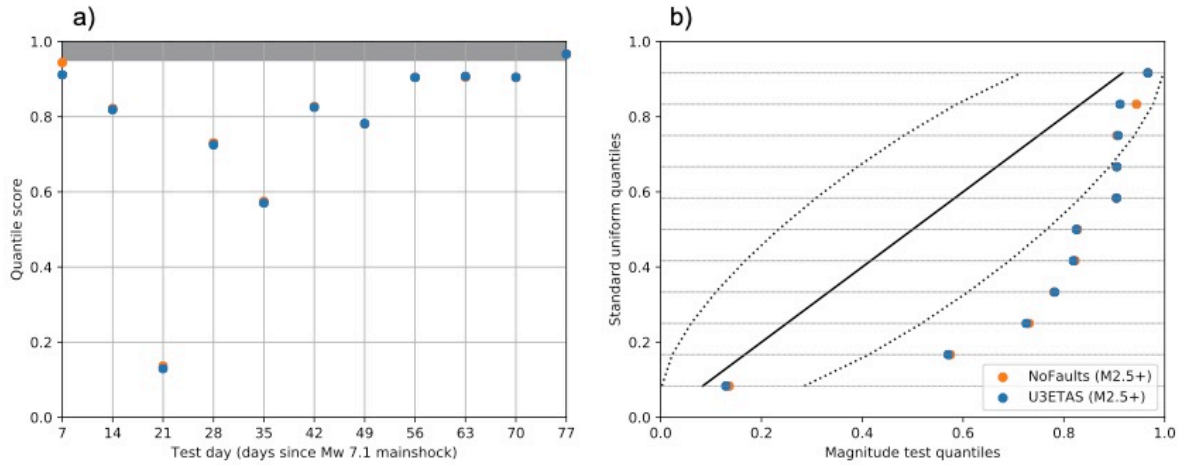 a)
1.0
0.8
0.6
0.4
0.2
0.0
Quantile score
7 14 21 28 35 42 49 56 63 70 77
Test day (days since Mw 7.1 mainshock)
b)
1.0
0.8
0.6
0.4
0.2
0.0
Standard uniform quantiles
NoFaults (M2.5+)
U3ETAS (M2.5+)
0.0 0.2 0.4 0.6 0.8 1.0
Magnitude test quantiles